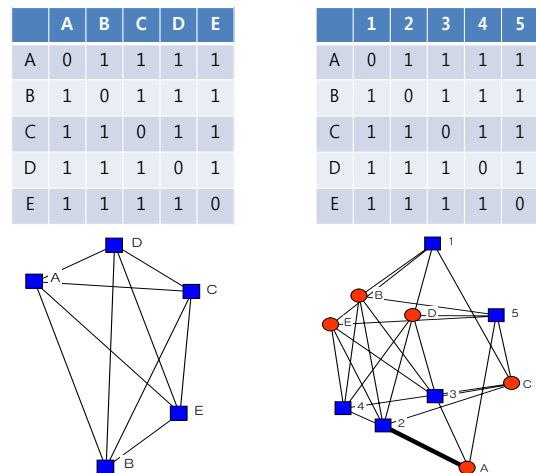 A B C D E
A 0 1 1 1 1
B 1 0 1 1 1
C 1 1 0 1 1
D 1 1 1 0 1
E 1 1 1 1 0
1 2 3 4 5
A 0 1 1 1 1
B 1 0 1 1 1
C 1 1 0 1 1
D 1 1 1 0 1
E 1 1 1 1 0
D
A
C
E
B
1
B
E
D
5
C
3
4
2
A